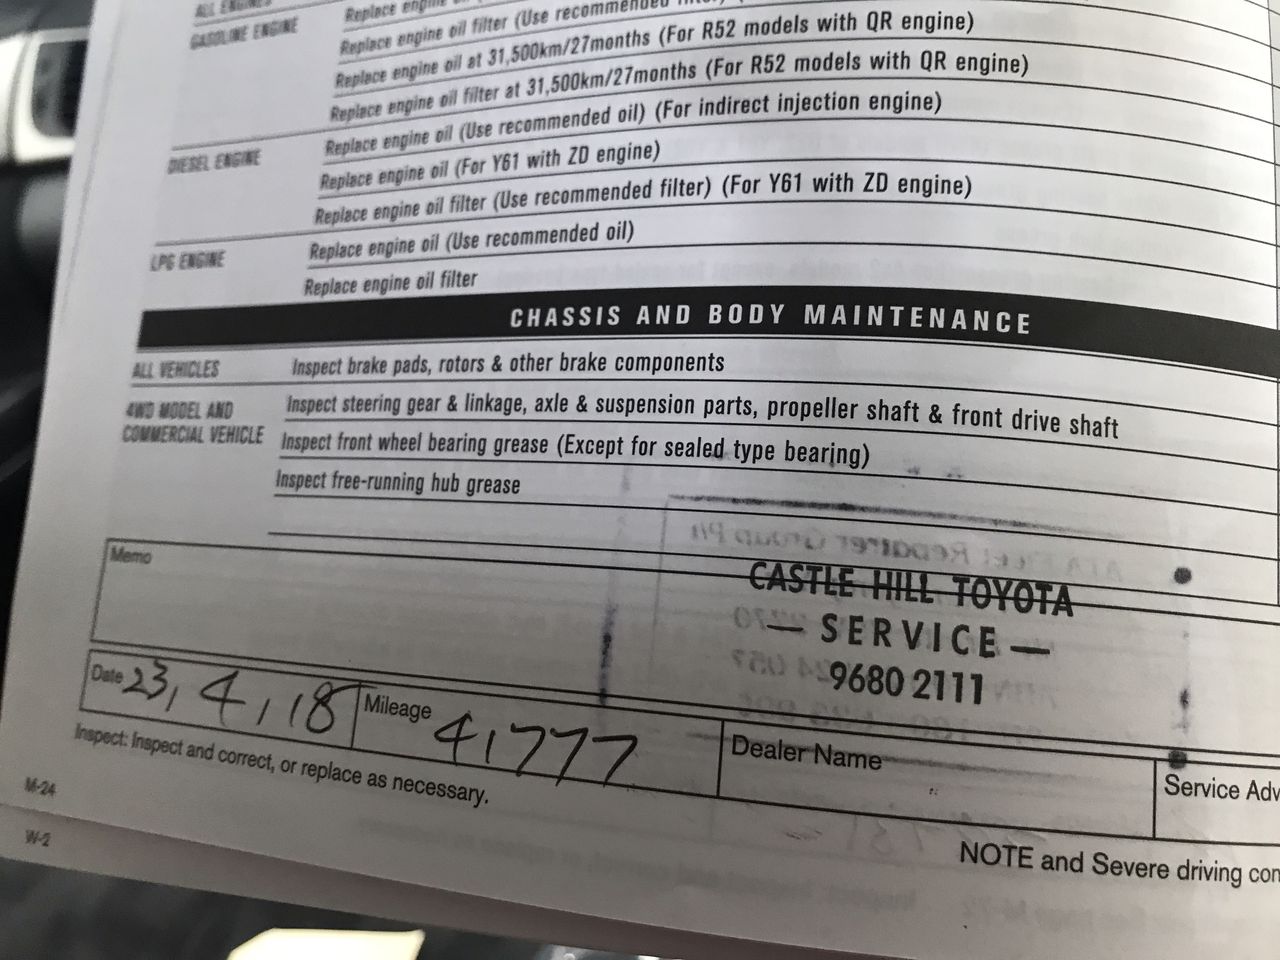 ALL ENGINES
Replace engine oil
GASOLINE ENGINE
Replace engine oil filter (Use recommended filter)
Replace engine oil at 31,500km/27months (For R52 models with QR engine)
Replace engine oil filter at 31,500km/27months (For R52 models with QR engine)
DIESEL ENGINE
Replace engine oil (Use recommended oil) (For indirect injection engine)
Replace engine oil (For Y61 with ZD engine)
Replace engine oil filter (Use recommended filter) (For Y61 with ZD engine)
LPG ENGINE
Replace engine oil (Use recommended oil)
Replace engine oil filter
CHASSIS AND BODY MAINTENANCE
ALL VEHICLES
Inspect brake pads, rotors & other brake components
4WD MODEL AND
COMMERCIAL VEHICLE
Inspect steering gear & linkage, axle & suspension parts, propeller shaft & front drive shaft
Inspect front wheel bearing grease (Except for sealed type bearing)
Inspect free-running hub grease
Memo
CASTLE HILL TOYOTA
— SERVICE —
9680 2111
Date 23,4,18
Mileage 41777
Dealer Name
Service Adv
Inspect: Inspect and correct, or replace as necessary.
NOTE and Severe driving con
M-24
W-2